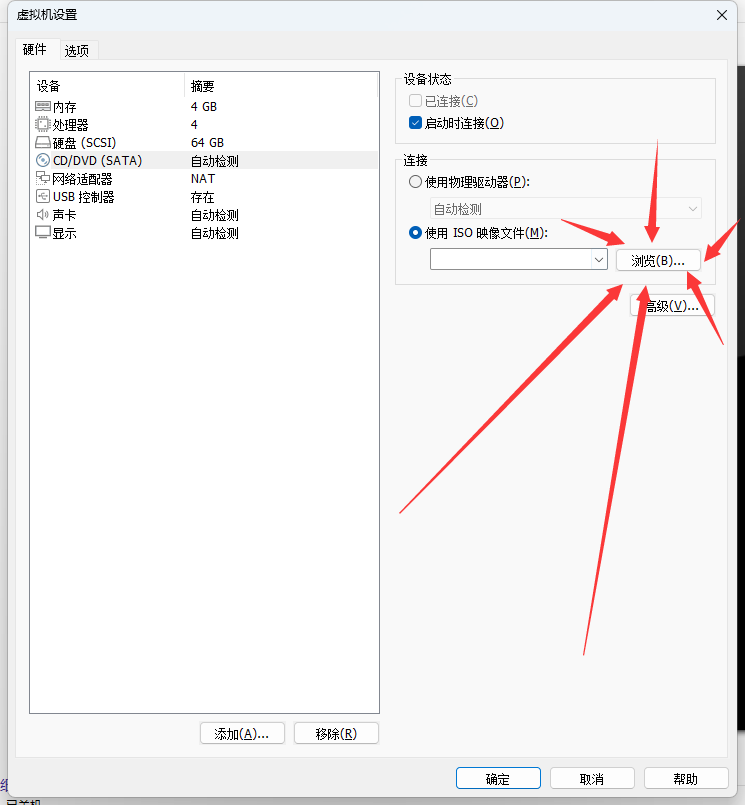 虚拟机设置
硬件 选项
设备 摘要
内存 4 GB
处理器 4
硬盘 (SCSI) 64 GB
CD/DVD (SATA) 自动检测
网络适配器 NAT
USB 控制器 存在
声卡 自动检测
显示 自动检测
添加(A)...
移除(R)
设备状态
已连接(C)
启动时连接(O)
连接
使用物理驱动器(P):
自动检测
使用 ISO 映像文件(M):
浏览(B)...
高级(V)...
确定
取消
帮助